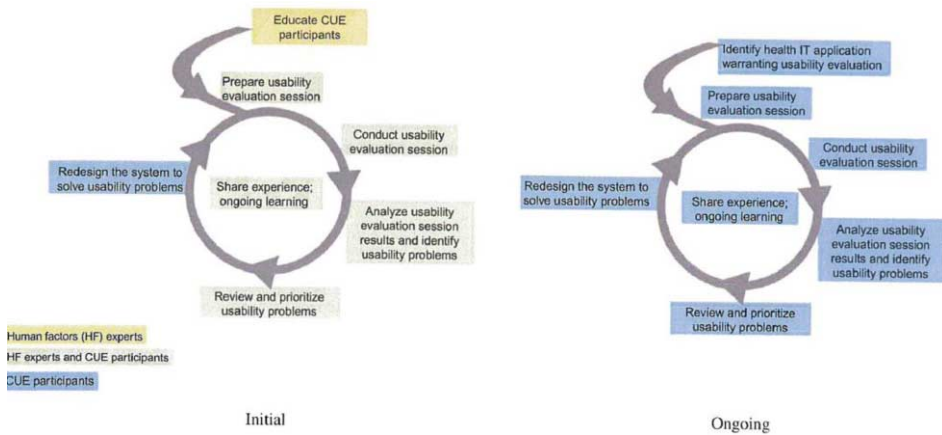 Educate CUE
participants
Prepare usability
evaluation session
Conduct usability
evaluation session
Redesign the system to
solve usability problems
Share experience;
ongoing learning
Analyze usability
evaluation session
results and identify
usability problems
Review and prioritize
usability problems
Human factors (HF) experts
HF experts and CUE participants
CUE participants
Initial
Identify health IT application
warranting usability evaluation
Prepare usability
evaluation session
Conduct usability
evaluation session
Redesign the system to
solve usability problems
Share experience;
ongoing learning
Analyze usability
evaluation session
results and identify
usability problems
Review and prioritize
usability problems
Ongoing